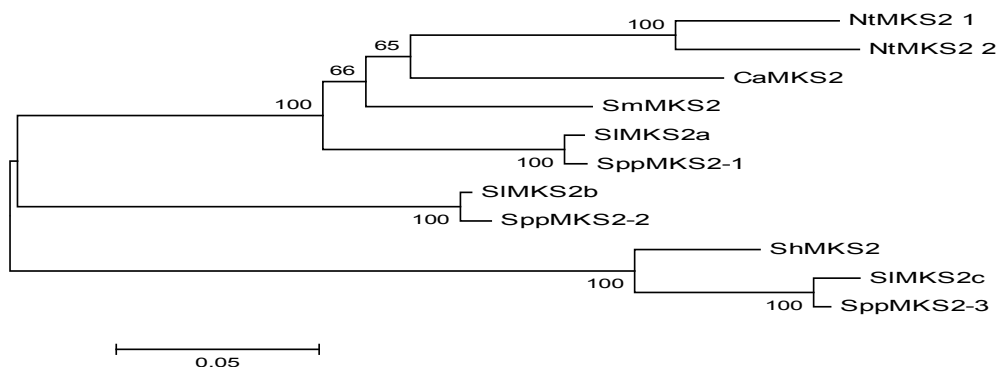 NtMKS2 1
100
NtMKS2 2
65
CaMKS2
66
SmMKS2
100
SlMKS2a
100
SppMKS2-1
SlMKS2b
100
SppMKS2-2
ShMKS2
100
SlMKS2c
100
SppMKS2-3
0.05